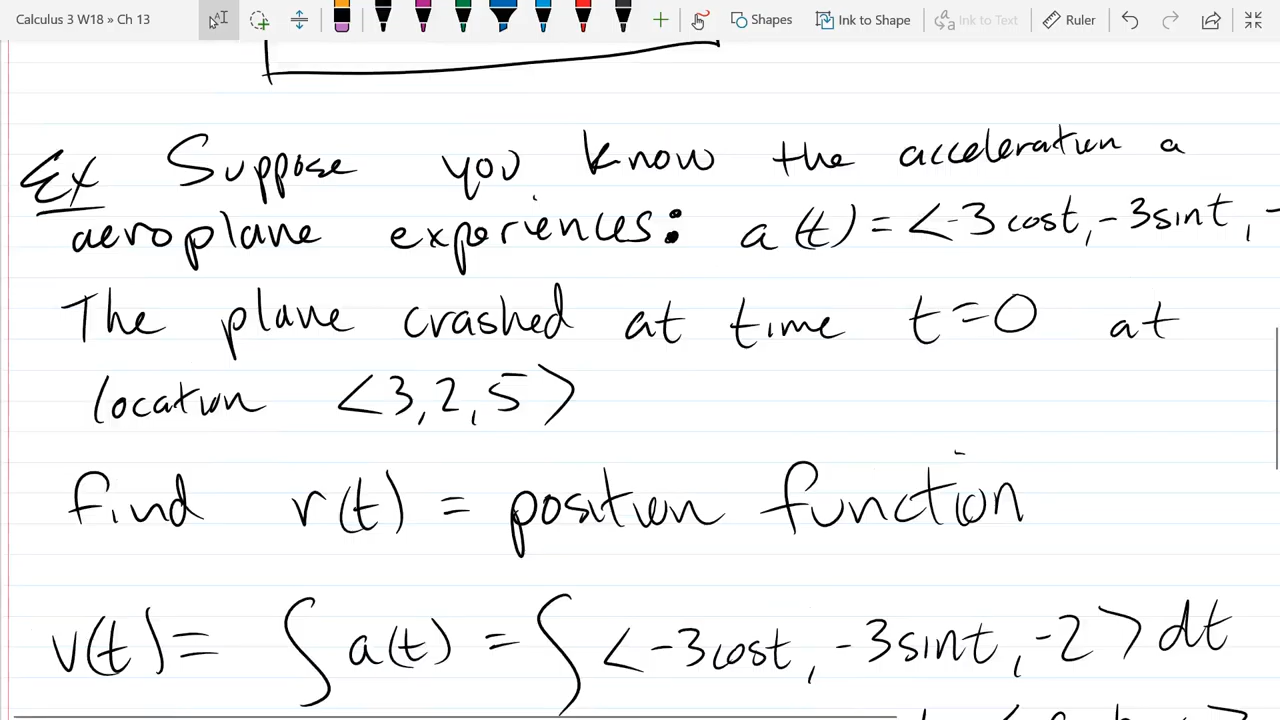 Calculus 3 W18 » Ch 13
Shapes
Ink to Shape
Ink to Text
Ruler
Ex Suppose you know the acceleration a
aeroplane experiences: a(t) = <-3cost, -3sint, -
The plane crashed at time t=0 at
location <3,2,5>
find r(t) = position function
v(t) = ∫ a(t) = ∫ <-3cost, -3sint, -2> dt